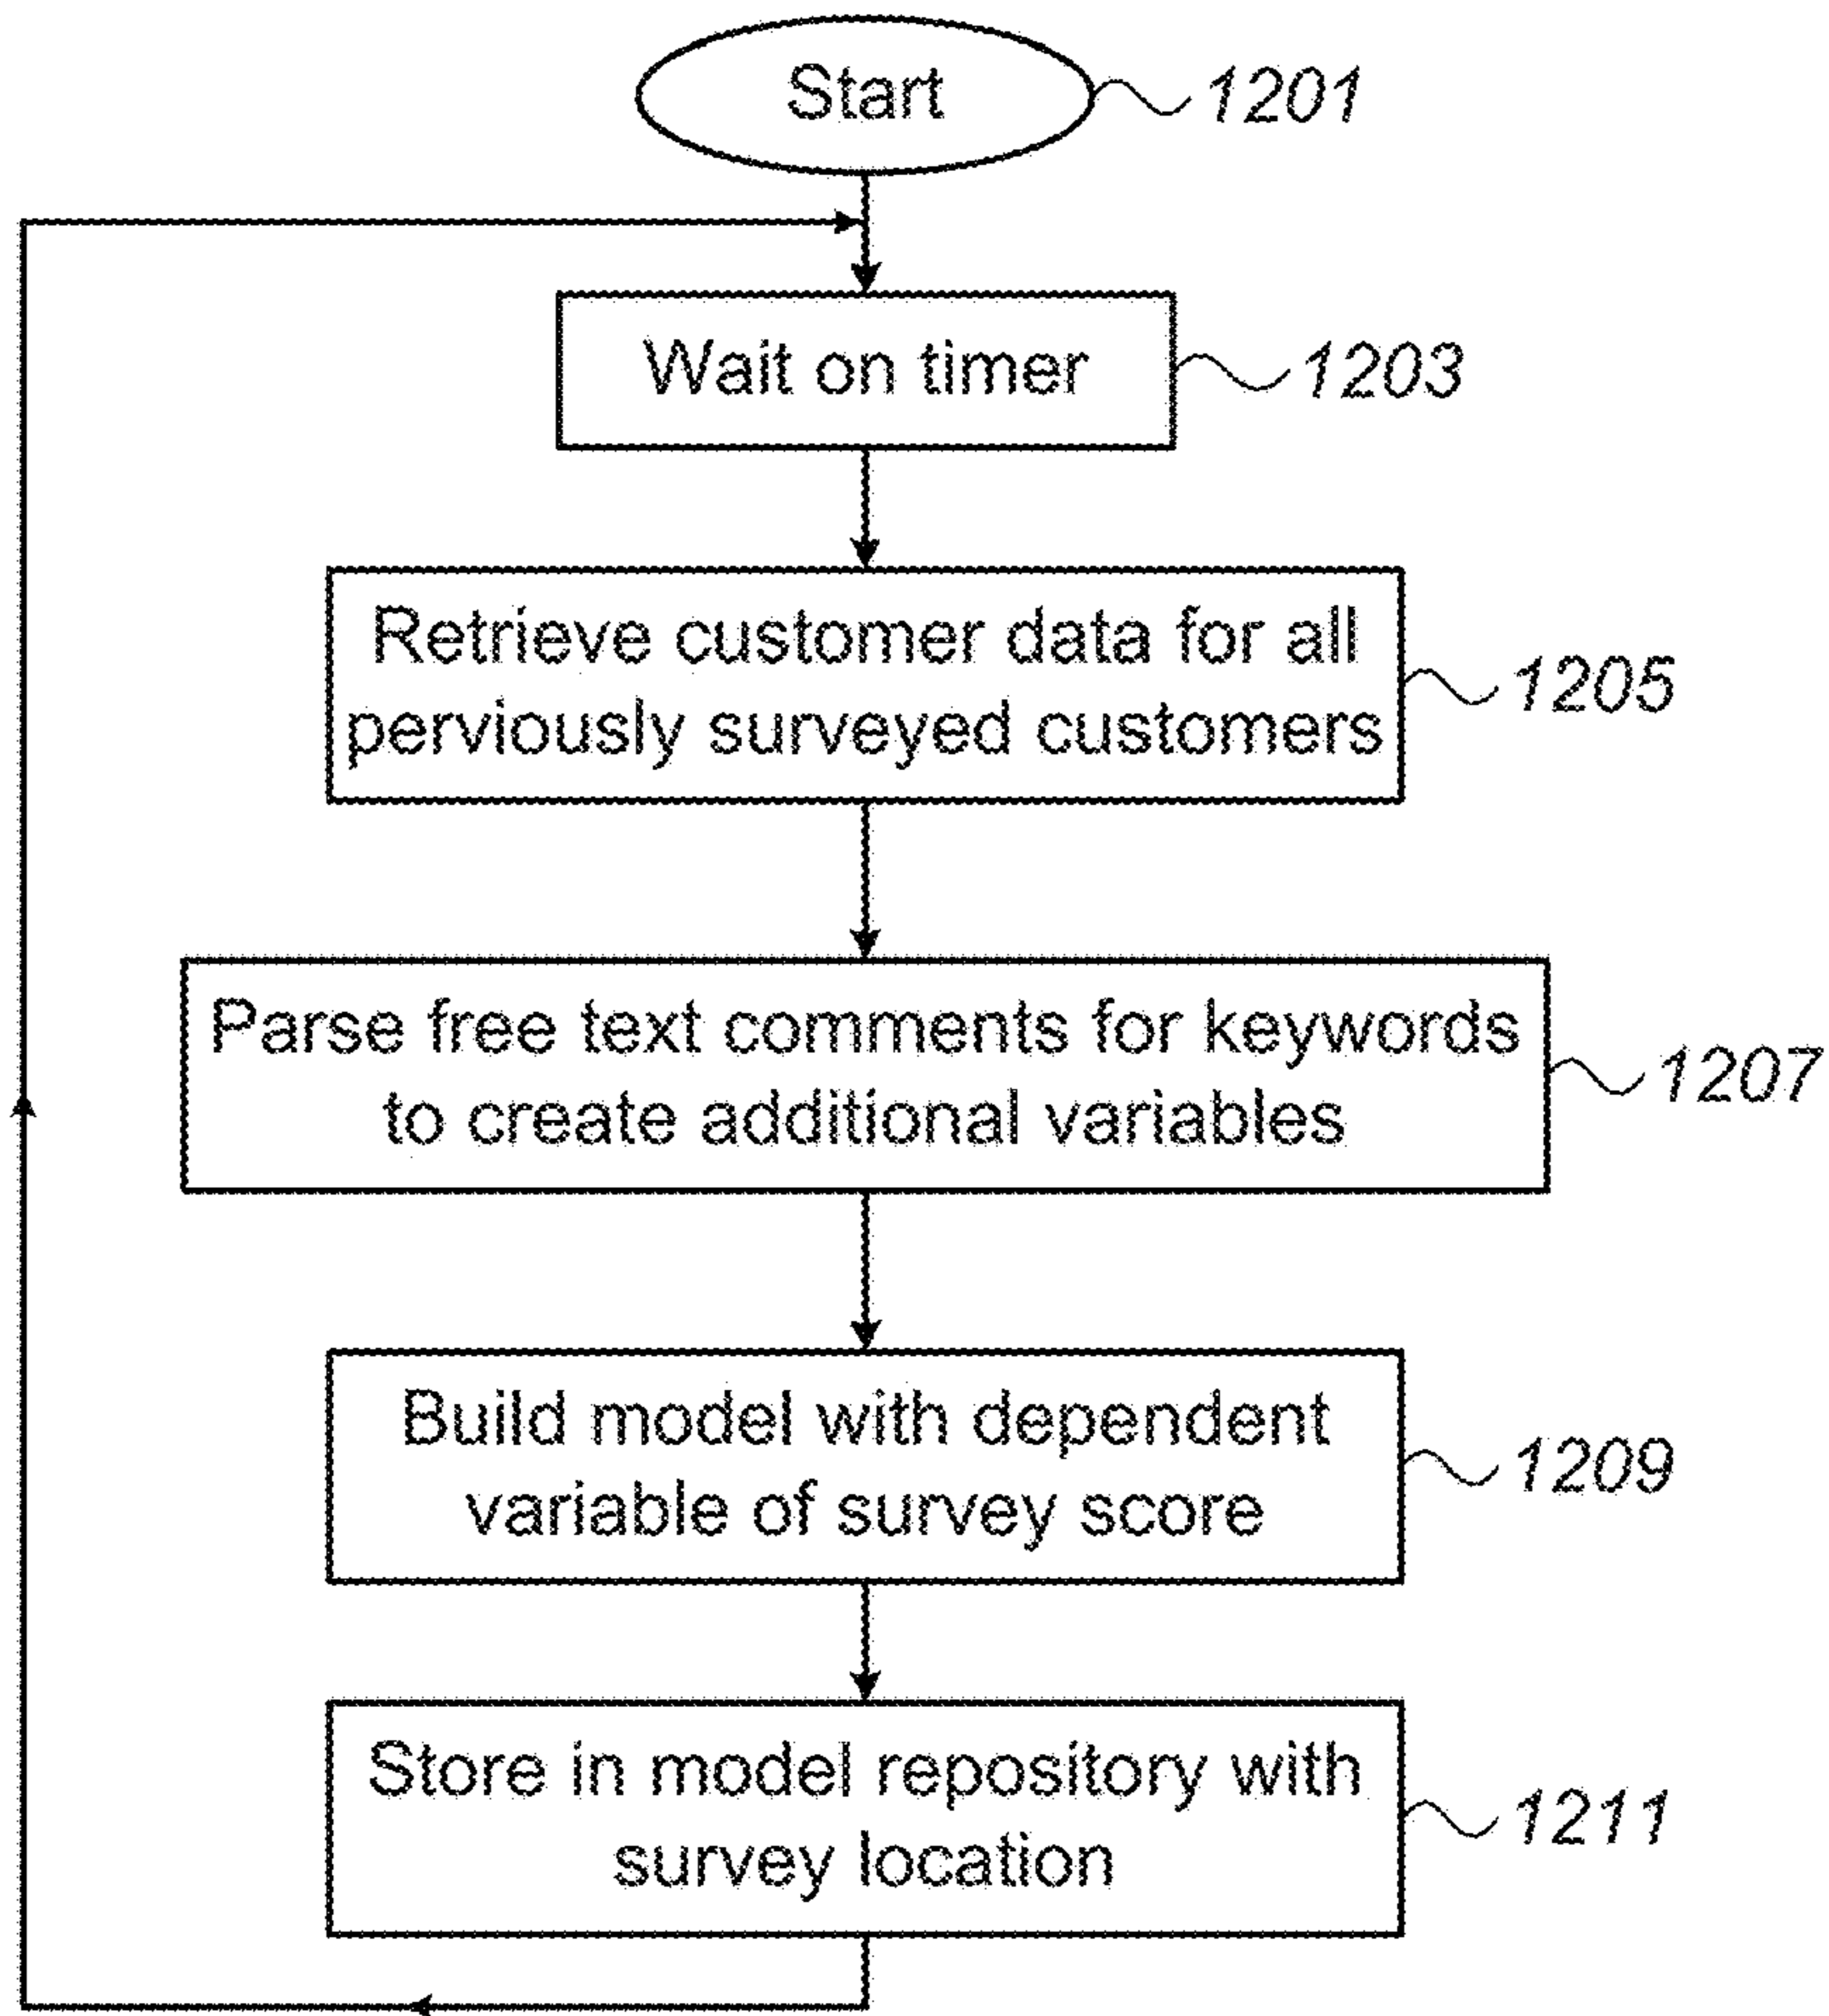 Start
1201
Wait on timer
1203
Retrieve customer data for all
perviously surveyed customers
1205
Parse free text comments for keywords
to create additional variables
1207
Build model with dependent
variable of survey score
1209
Store in model repository with
survey location
1211